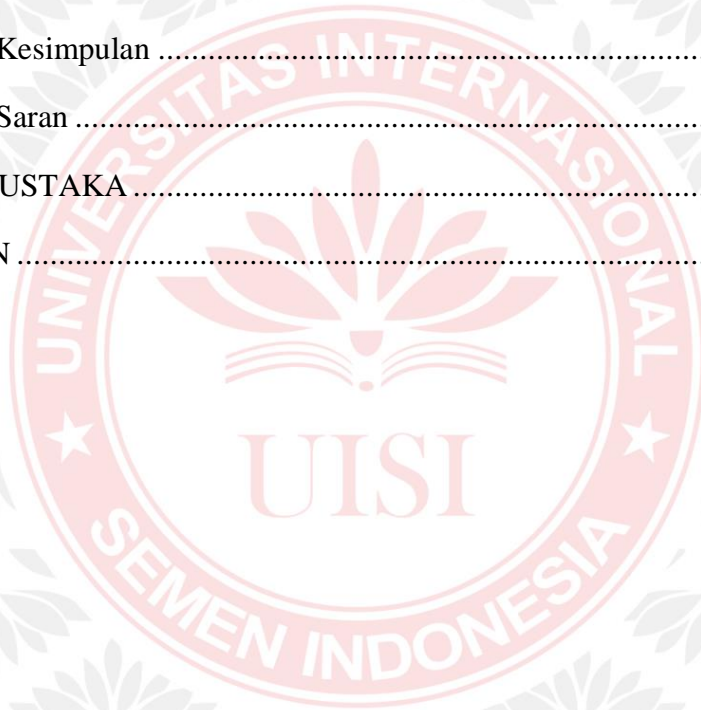 Kesimpulan ..................................................................
Saran ............................................................................
USTAKA .....................................................................
N ...................................................................................
UNIVERSITAS INTERNASIONAL
UISI
SEMEN INDONESIA